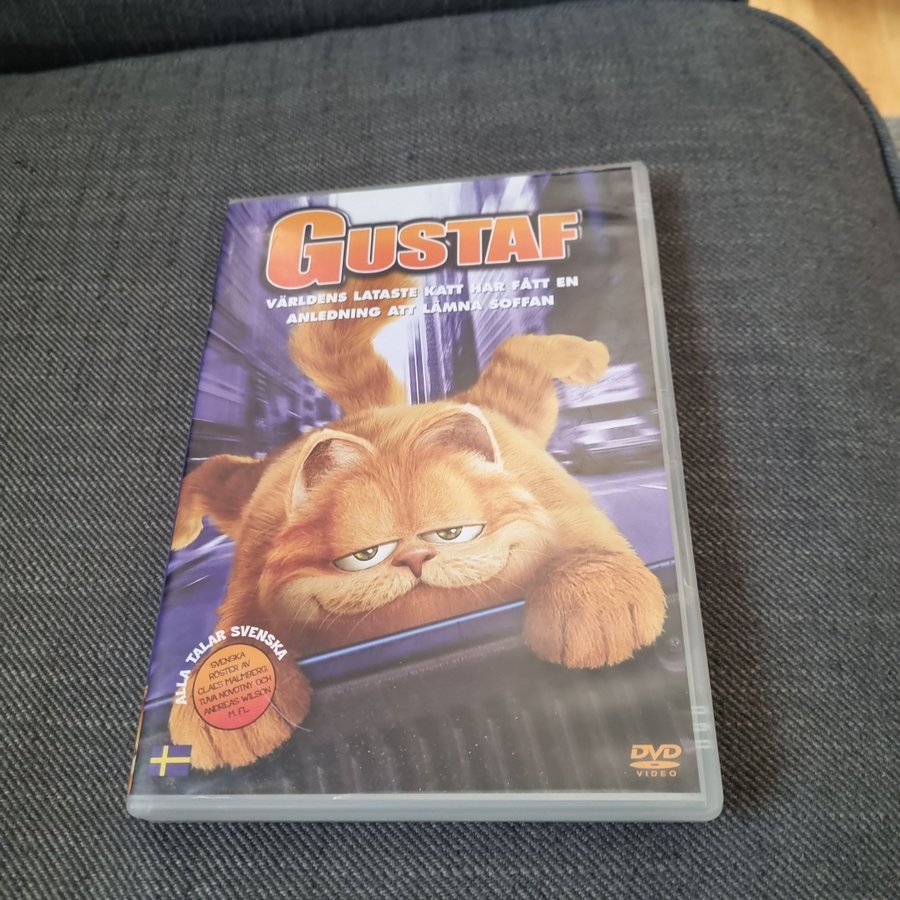 GUSTAF
VÄRLDENS LATASTE KATT HAR FÅTT EN
ANLEDNING ATT LÄMNA SOFFAN
ALLA TALAR SVENSKA
SVENSKA
RÖSTER AV
CLAES MALMBERG,
TUVA NOVOTNY OCH
ANDREAS WILSON
M. FL.
DVD
VIDEO